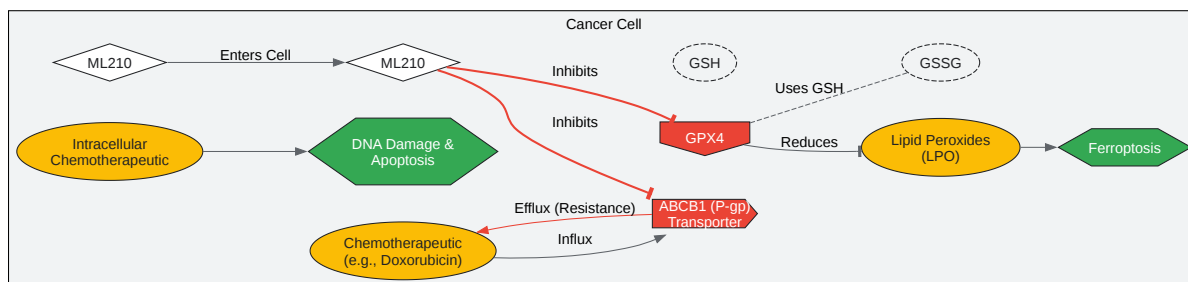 Cancer Cell
ML210
Enters Cell
ML210
Inhibits
GSH
GSSG
Uses GSH
Inhibits
GPX4
Reduces
Lipid Peroxides
(LPO)
Ferroptosis
Intracellular
Chemotherapeutic
DNA Damage &
Apoptosis
Efflux (Resistance)
ABCB1 (P-gp)
Transporter
Influx
Chemotherapeutic
(e.g., Doxorubicin)